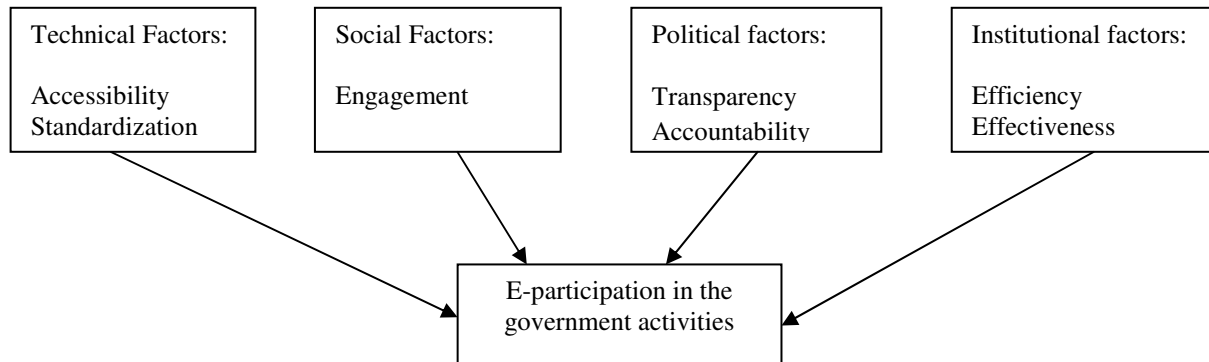 Technical Factors:
Accessibility
Standardization
Social Factors:
Engagement
Political factors:
Transparency
Accountability
Institutional factors:
Efficiency
Effectiveness
E-participation in the
government activities